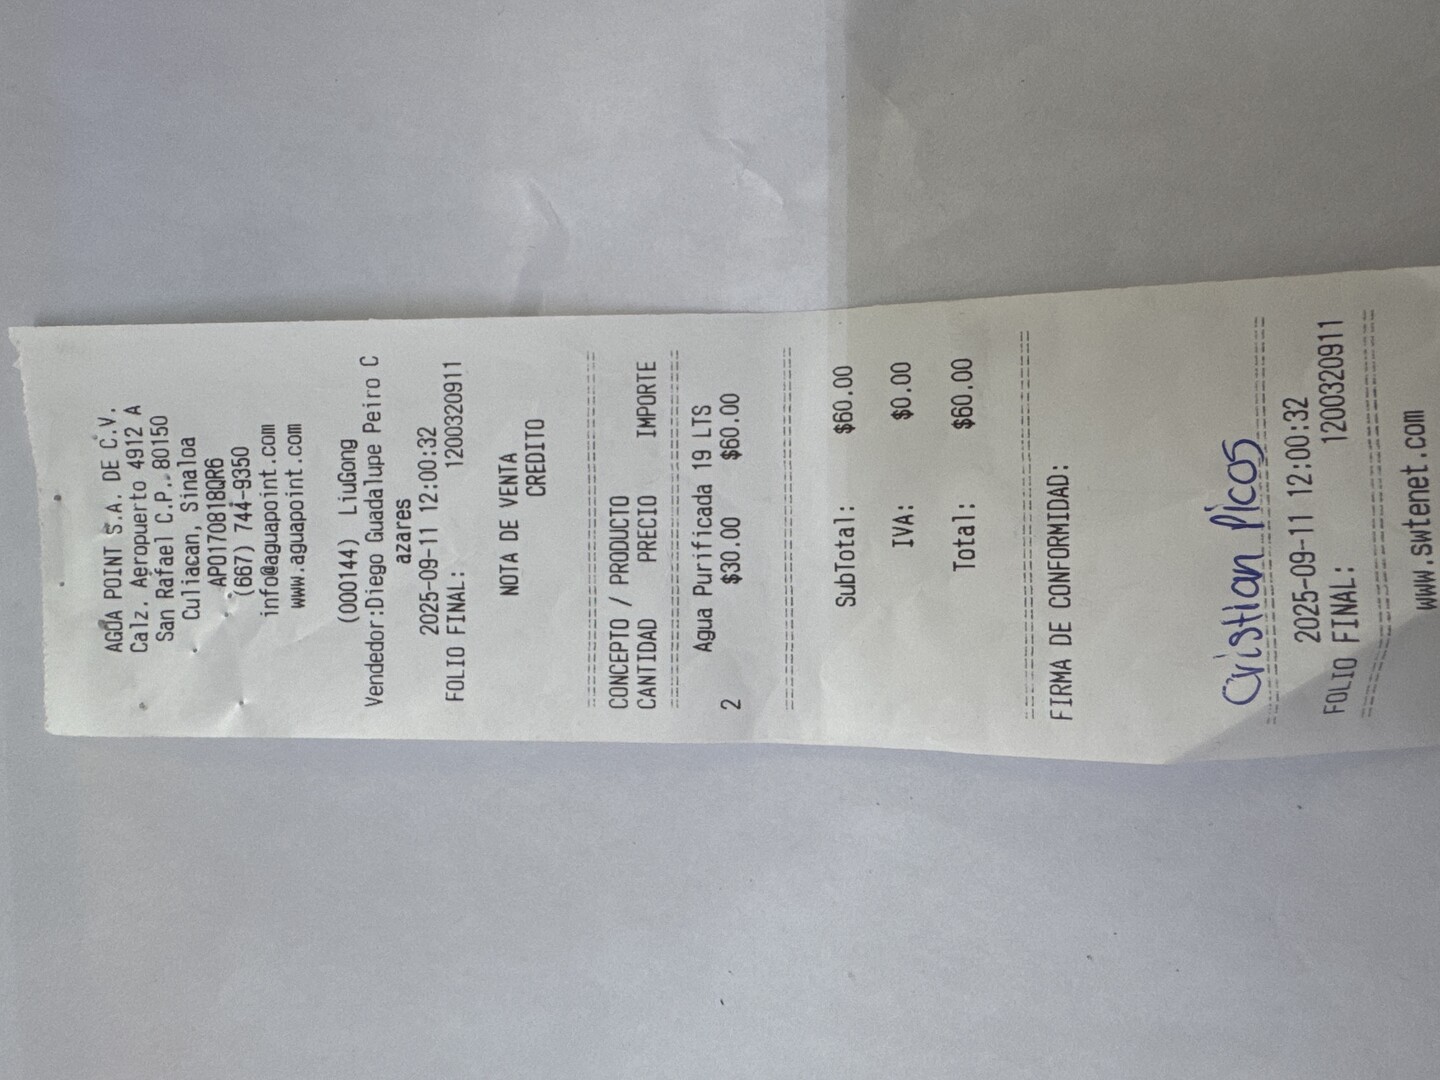 AGUA POINT S.A. DE C.V.
Calz. Aeropuerto 4912 A
San Rafael C.P. 80150
Culiacan, Sinaloa
APO170818QR6
(667) 744-9350
info@aguapoint.com
www.aguapoint.com
(000144) LiuGong
Vendedor:Diego Guadalupe Peiro C
azares
2025-09-11 12:00:32
FOLIO FINAL: 1200320911
NOTA DE VENTA
CREDITO
CONCEPTO / PRODUCTO
CANTIDAD PRECIO IMPORTE
Agua Purificada 19 LTS
2 $30.00 $60.00
SubTotal: $60.00
IVA: $0.00
Total: $60.00
FIRMA DE CONFORMIDAD:
Cristian Picos
2025-09-11 12:00:32
FOLIO FINAL: 1200320911
www.swtenet.com